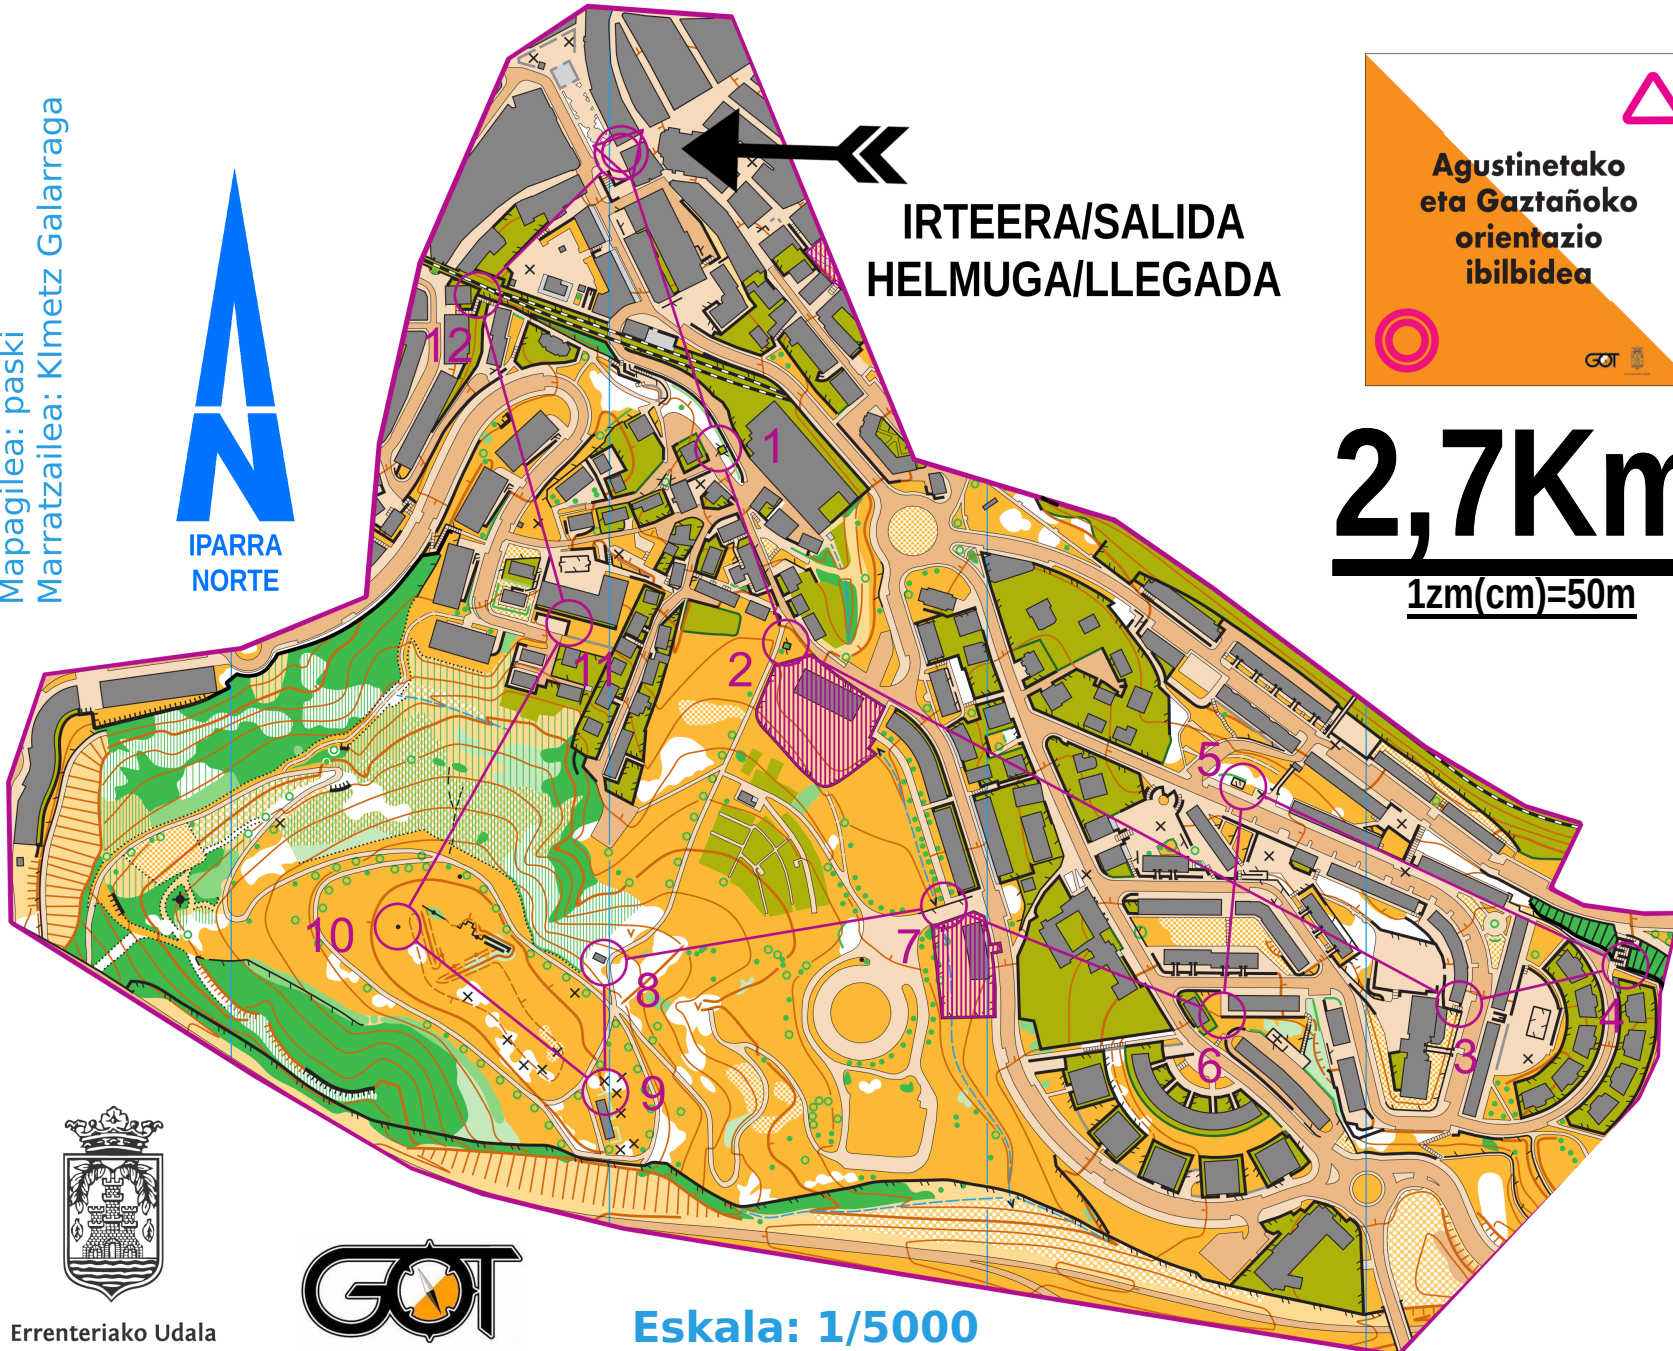 Mapagilea: paski
Marratzailea: KImetz Galarraga
IPARRA
NORTE
IRTEERA/SALIDA
HELMUGA/LLEGADA
Agustinetako
eta Gaztañoko
orientazio
ibilbidea
GOT
2,7Km
1zm(cm)=50m
1
2
3
4
5
6
7
8
9
10
11
12
Errenteriako Udala
GOT
Eskala: 1/5000